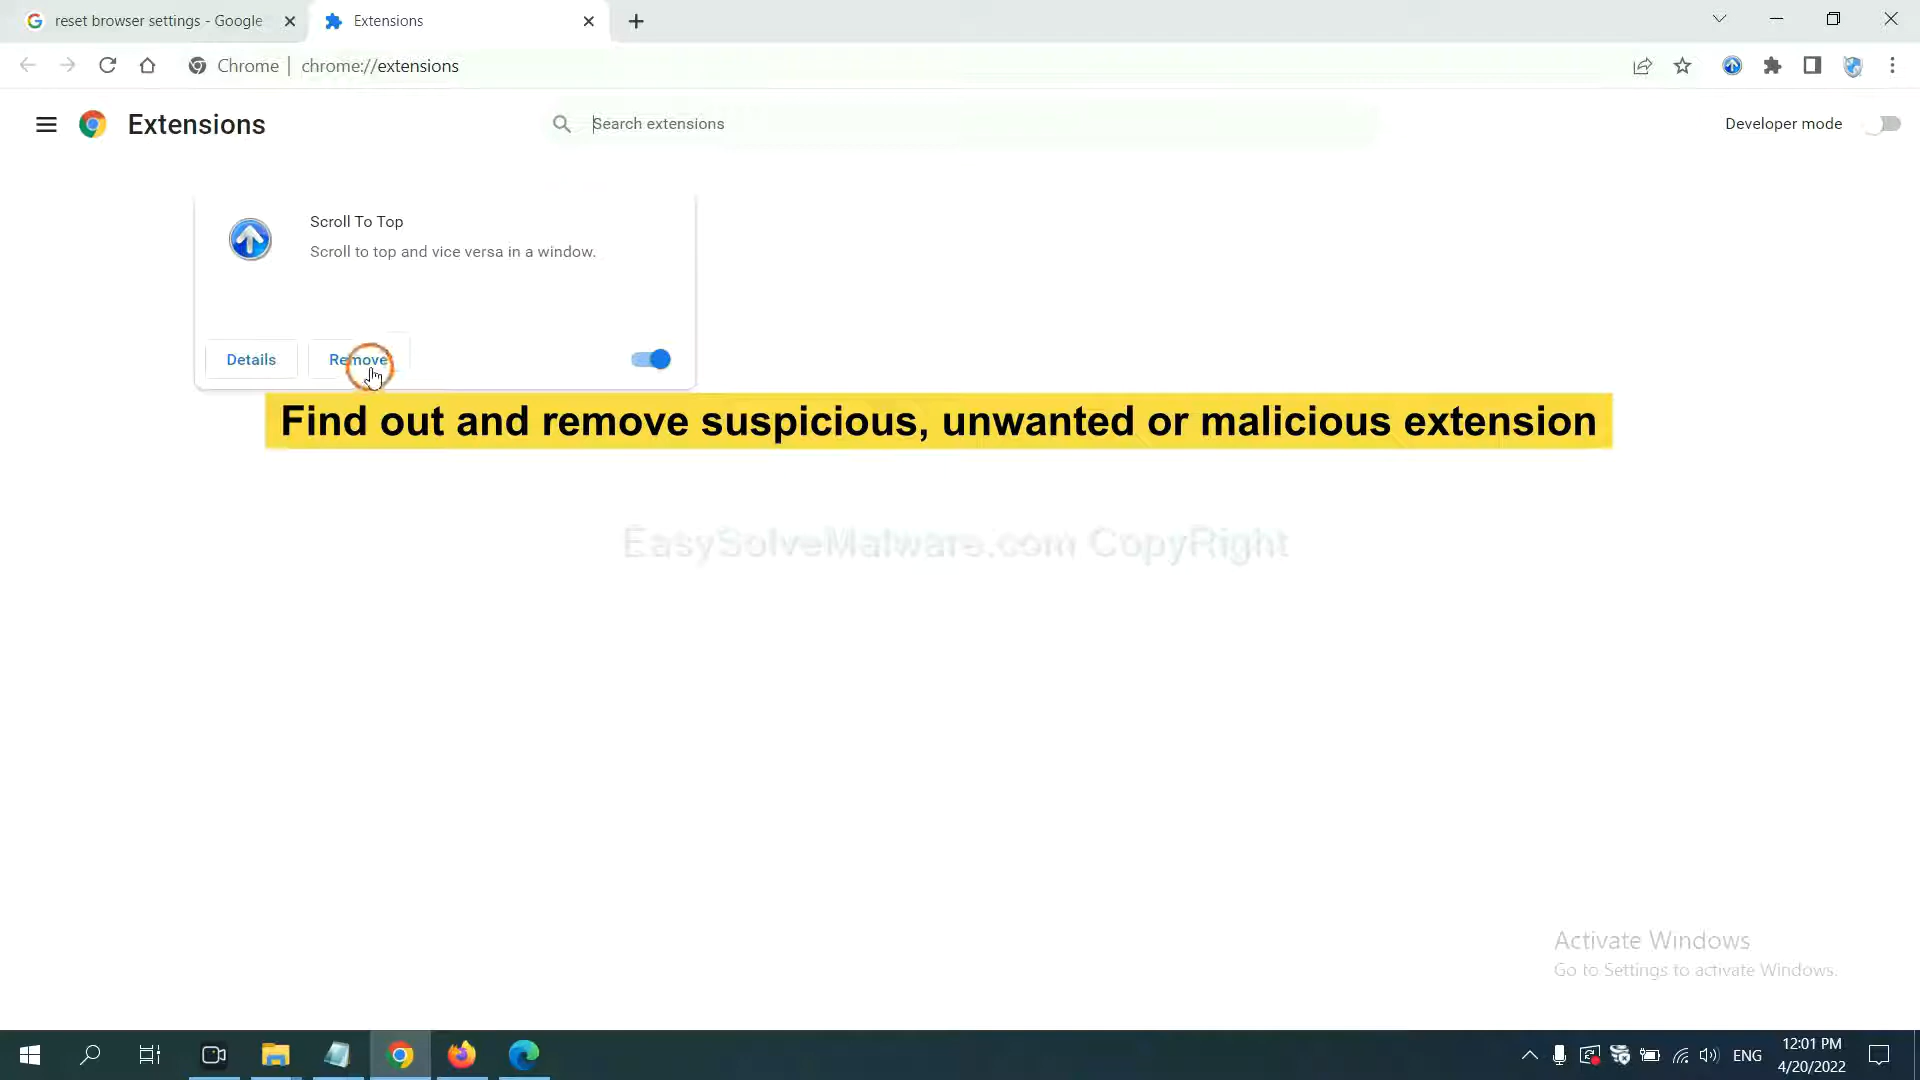 reset browser settings - Google
Extensions
Chrome | chrome://extensions
Extensions
Search extensions
Developer mode
Scroll To Top
Scroll to top and vice versa in a window.
Details
Remove
Find out and remove suspicious, unwanted or malicious extension
EasySolveMalware.com CopyRight
Activate Windows
Go to Settings to activate Windows.
ENG
12:01 PM
4/20/2022